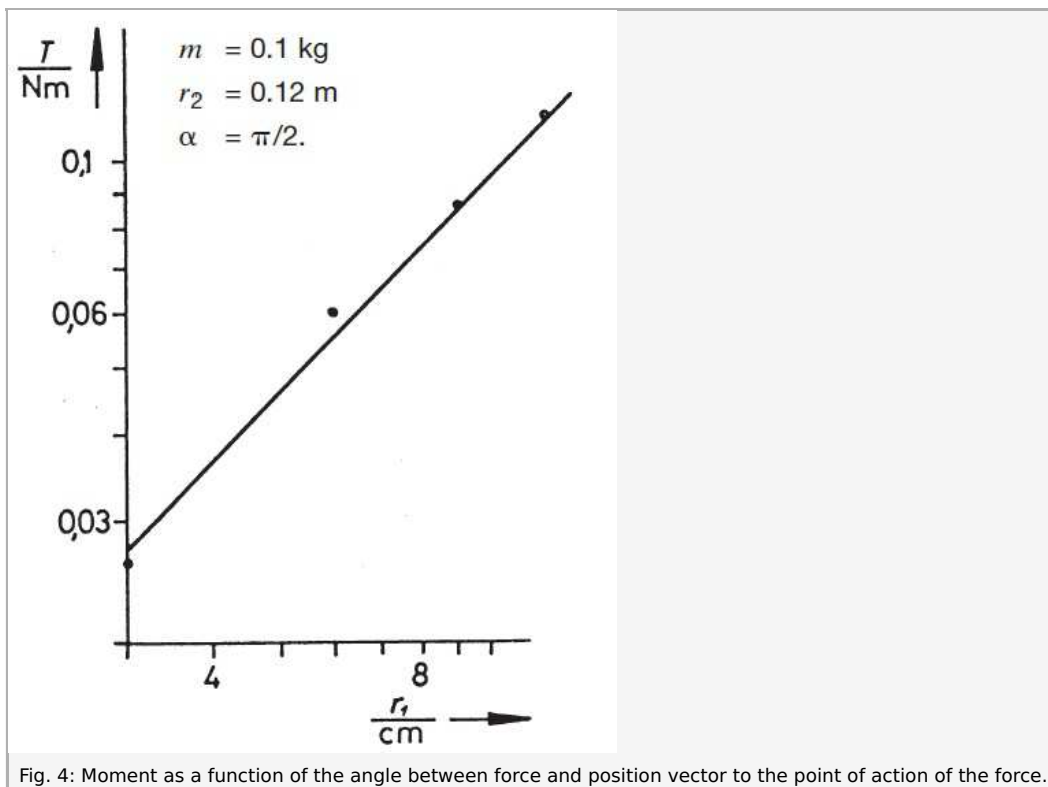 T
Nm
m = 0.1 kg
r2 = 0.12 m
α = π/2.
0,1
0,06
0,03
4
8
r1
cm
Fig. 4: Moment as a function of the angle between force and position vector to the point of action of the force.